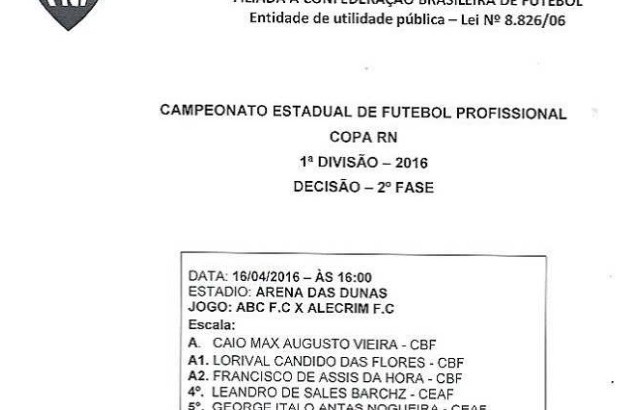 FILIADA A CONFEDERAÇÃO BRASILEIRA DE FUTEBOL
Entidade de utilidade pública – Lei Nº 8.826/06
CAMPEONATO ESTADUAL DE FUTEBOL PROFISSIONAL
COPA RN
1ª DIVISÃO – 2016
DECISÃO – 2º FASE
DATA: 16/04/2016 – ÀS 16:00
ESTADIO: ARENA DAS DUNAS
JOGO: ABC F.C X ALECRIM F.C
Escala:
A. CAIO MAX AUGUSTO VIEIRA - CBF
A1. LORIVAL CANDIDO DAS FLORES - CBF
A2. FRANCISCO DE ASSIS DA HORA - CBF
4º. LEANDRO DE SALES BARCHZ - CEAF
5º. GEORGE ITALO ANTAS NOGUEIRA - CEAF